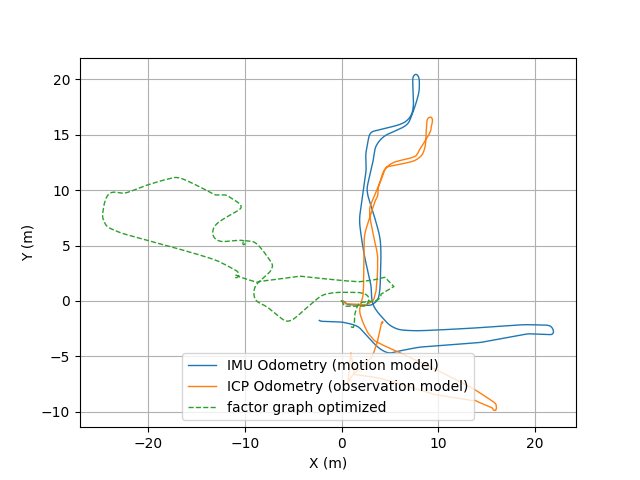 20
15
10
5
0
−5
−10
Y (m)
IMU Odometry (motion model)
ICP Odometry (observation model)
factor graph optimized
−20
−10
0
10
20
X (m)